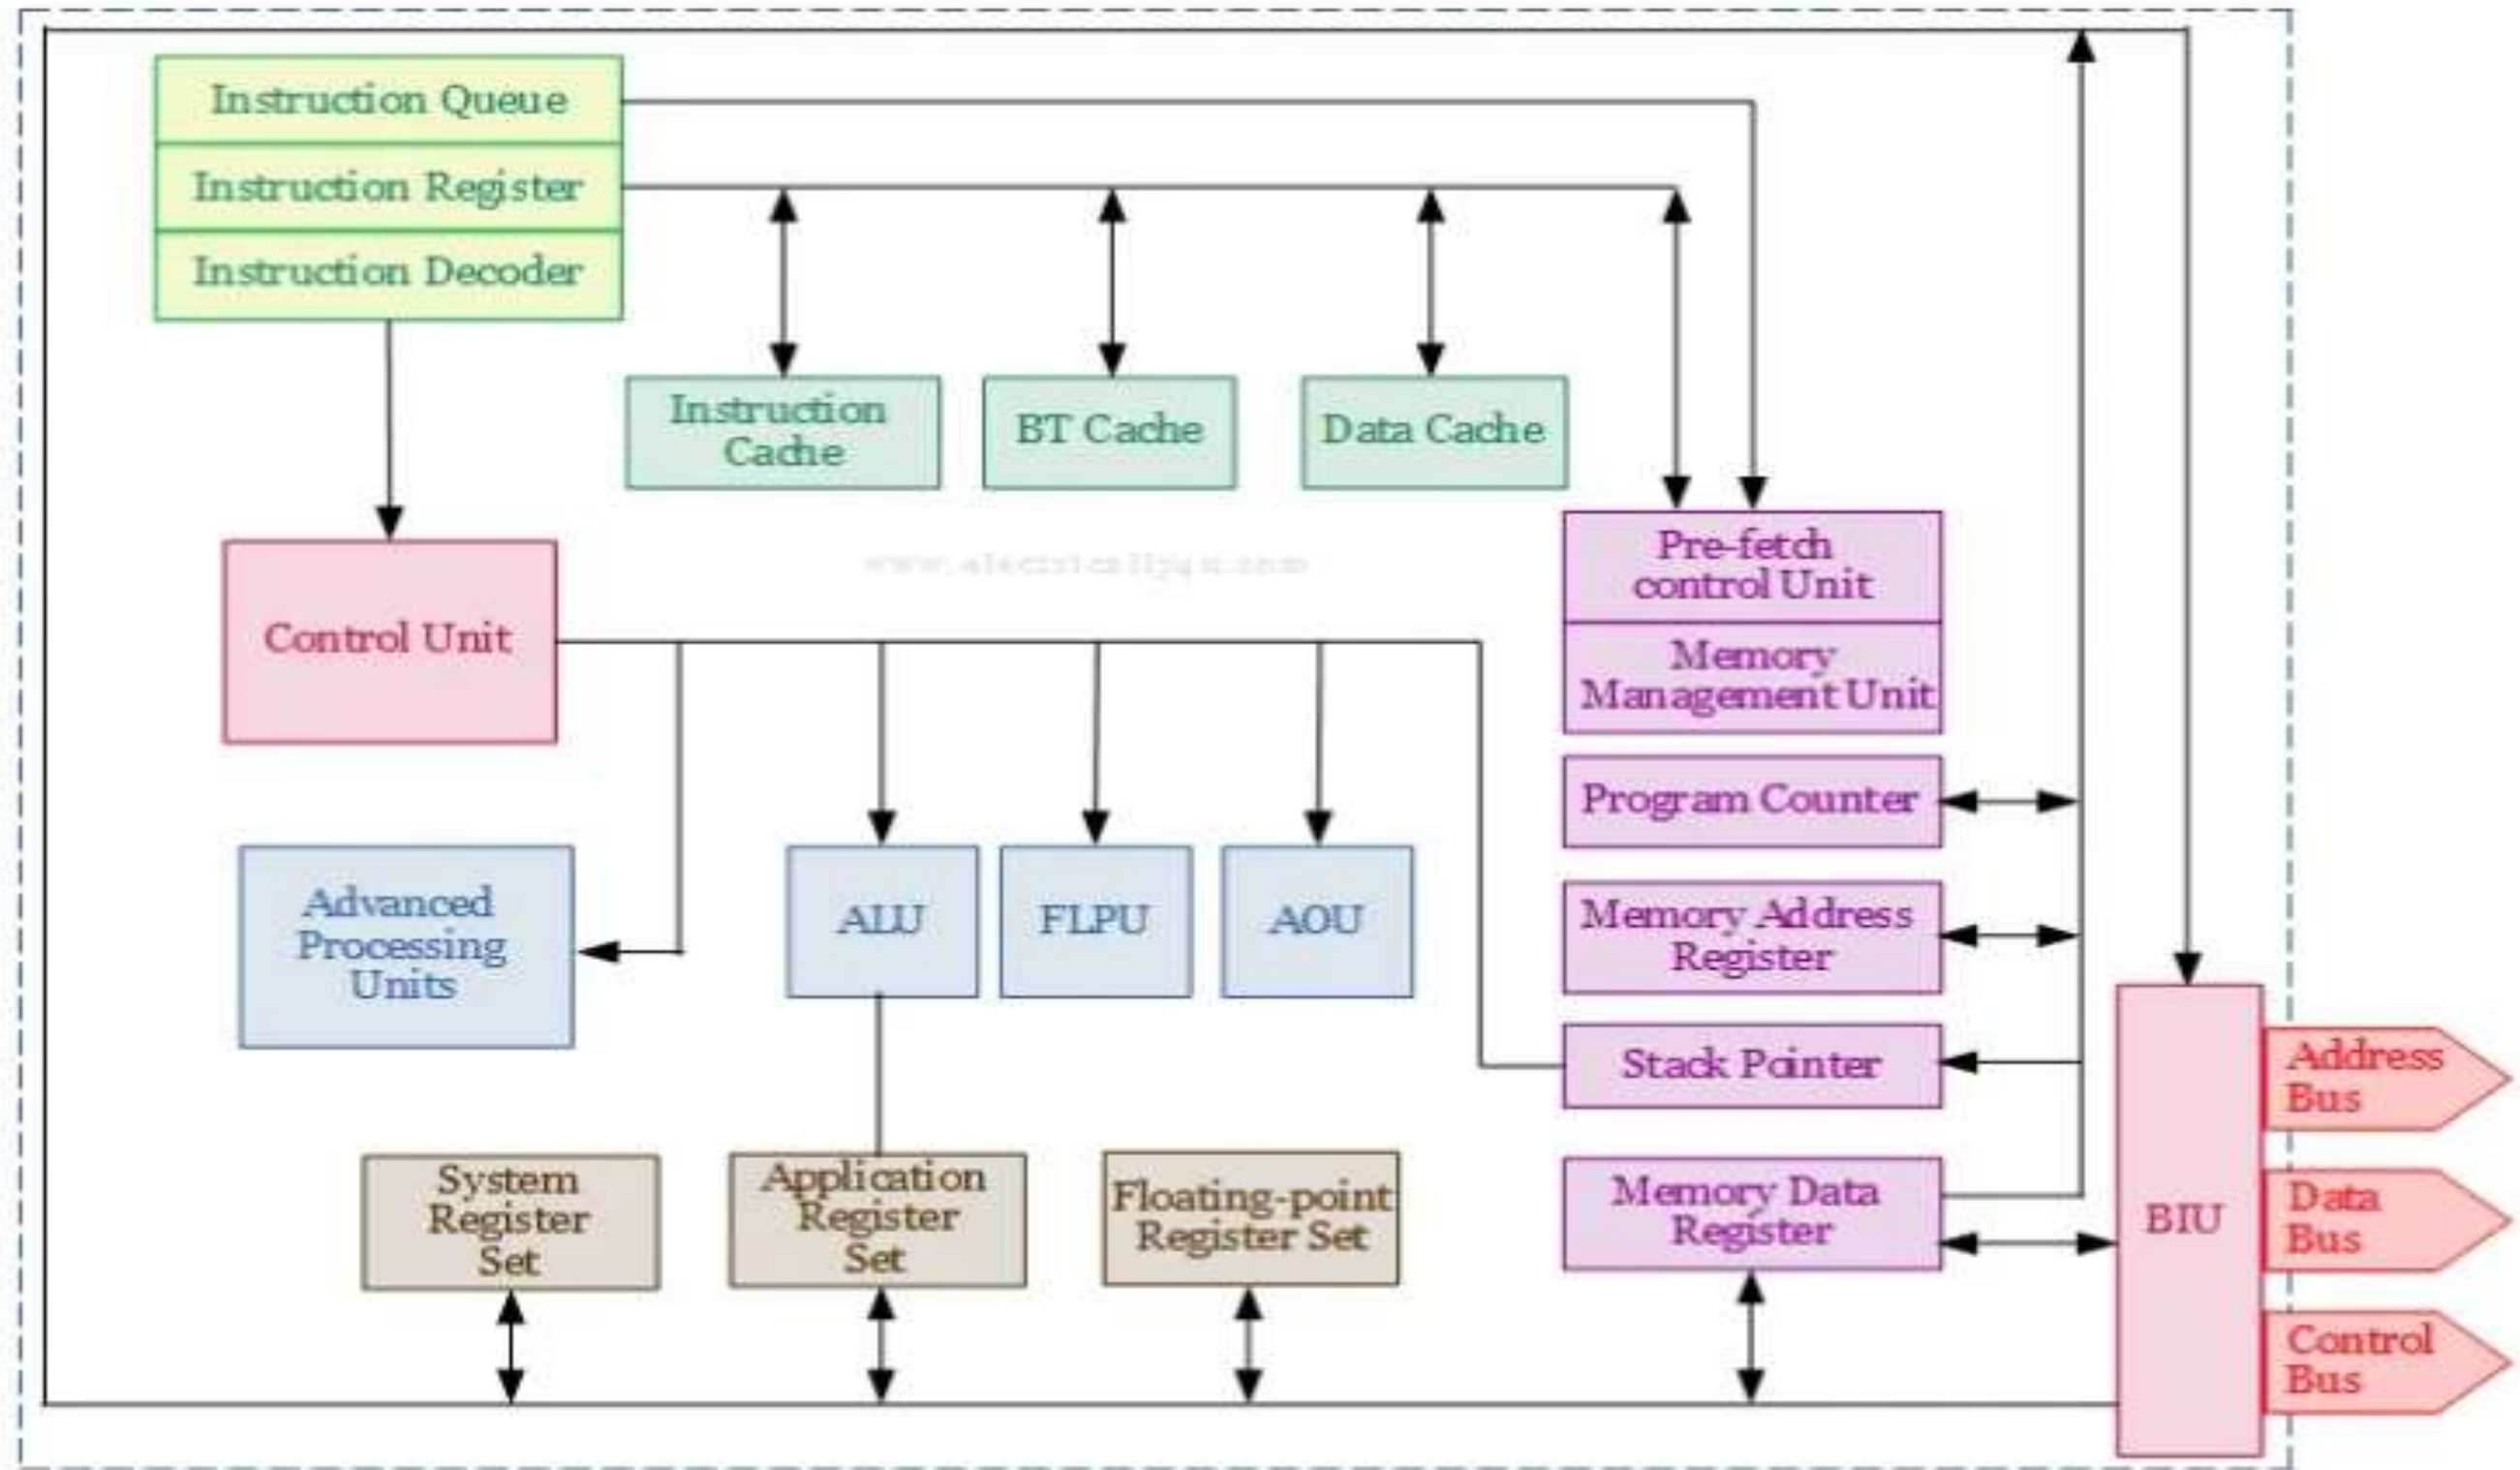 Instruction Queue
Instruction Register
Instruction Decoder
Instruction
Cache
BT Cache
Data Cache
Pre-fetch
control Unit
Control Unit
Memory
Management Unit
Program Counter
Advanced
Processing
Units
ALU
FLPU
AOU
Memory Address
Register
Stack Pointer
Address
Bus
System
Register
Set
Application
Register
Set
Floating-point
Register Set
Memory Data
Register
BIU
Data
Bus
Control
Bus